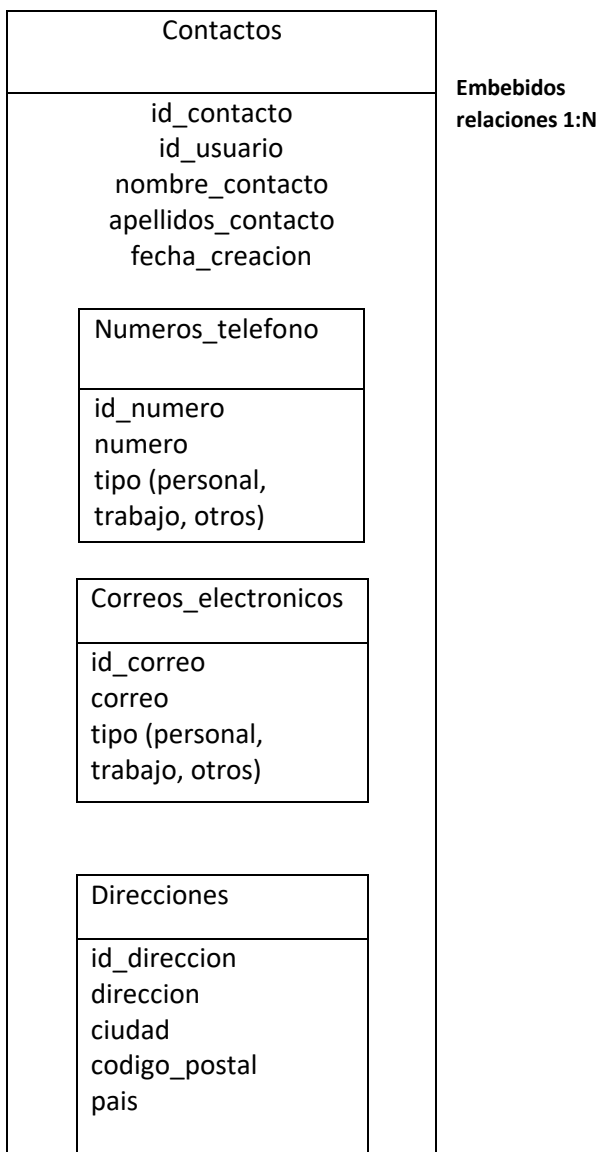 Contactos
Embebidos
relaciones 1:N
id_contacto
id_usuario
nombre_contacto
apellidos_contacto
fecha_creacion
Numeros_telefono
id_numero
numero
tipo (personal,
trabajo, otros)
Correos_electronicos
id_correo
correo
tipo (personal,
trabajo, otros)
Direcciones
id_direccion
direccion
ciudad
codigo_postal
pais